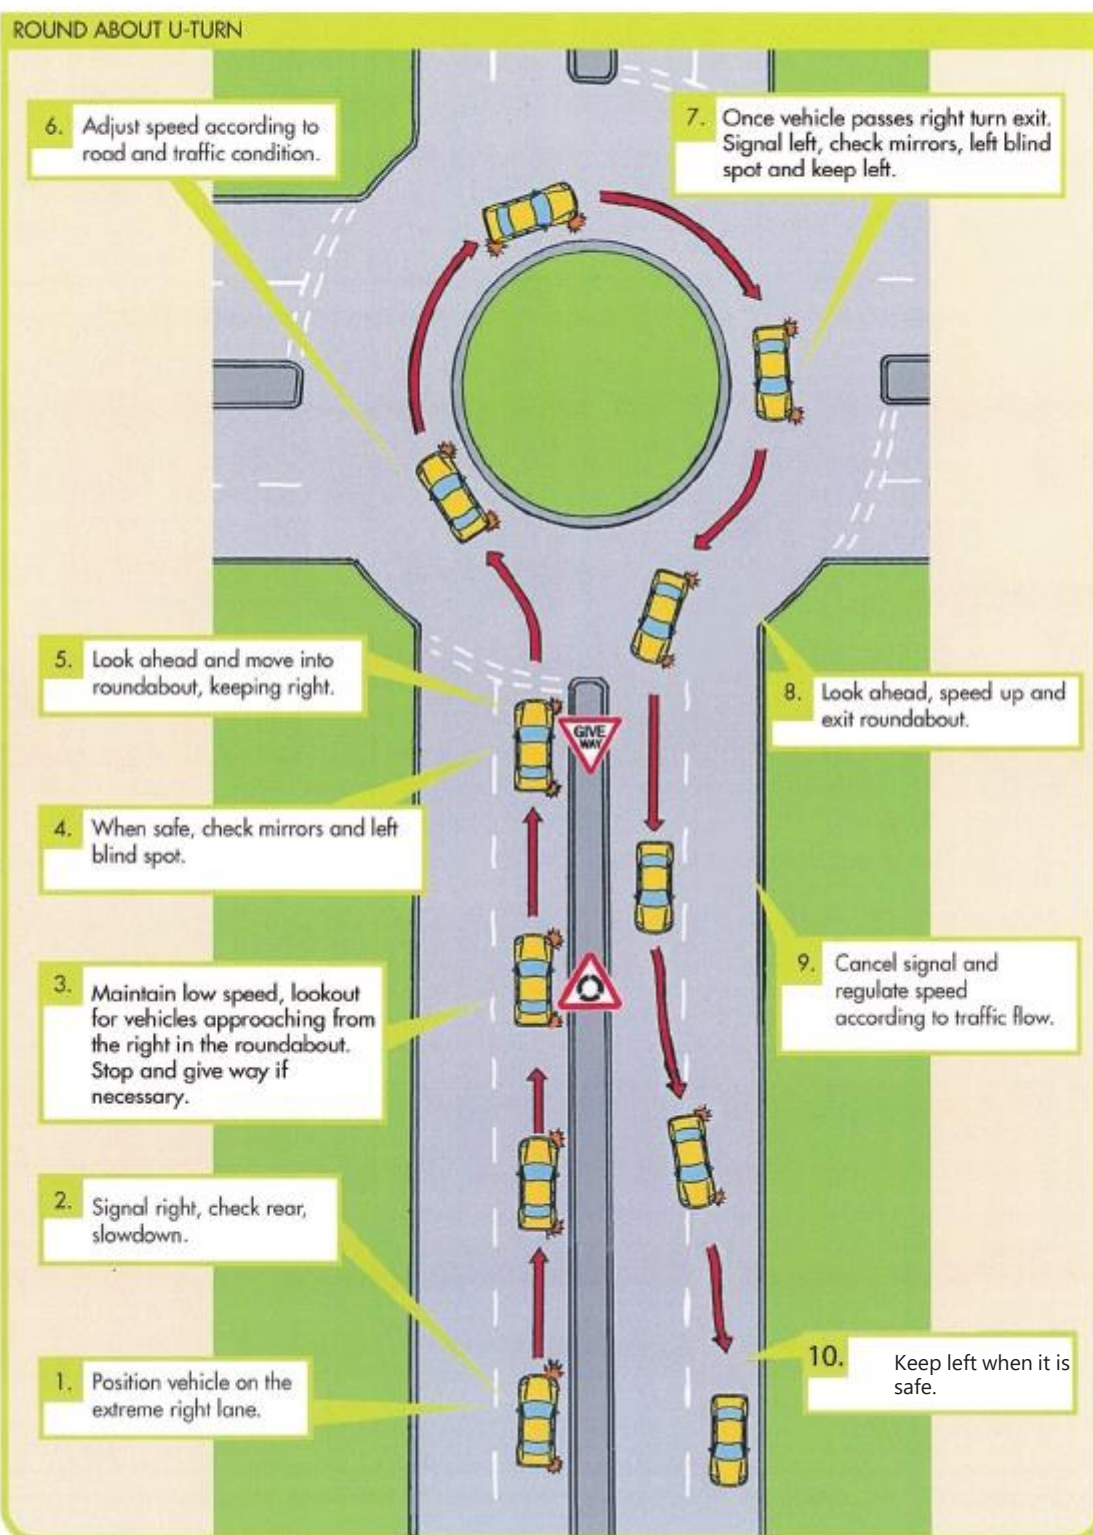 ROUND ABOUT U-TURN
6. Adjust speed according to
road and traffic condition.
7. Once vehicle passes right turn exit.
Signal left, check mirrors, left blind
spot and keep left.
5. Look ahead and move into
roundabout, keeping right.
GIVE
WAY
8. Look ahead, speed up and
exit roundabout.
4. When safe, check mirrors and left
blind spot.
3. Maintain low speed, lookout
for vehicles approaching from
the right in the roundabout.
Stop and give way if
necessary.
9. Cancel signal and
regulate speed
according to traffic flow.
2. Signal right, check rear,
slowdown.
1. Position vehicle on the
extreme right lane.
10. Keep left when it is
safe.